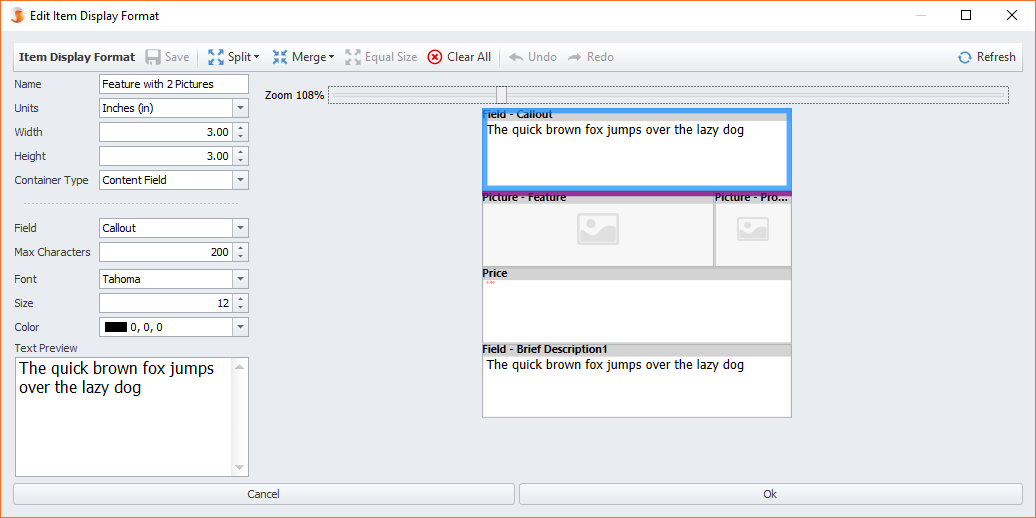 Edit Item Display Format
Item Display Format Save Split Merge Equal Size Clear All Undo Redo Refresh
Name Feature with 2 Pictures
Units Inches (in)
Width 3.00
Height 3.00
Container Type Content Field
Field Callout
Max Characters 200
Font Tahoma
Size 12
Color 0, 0, 0
Text Preview
The quick brown fox jumps
over the lazy dog
Zoom 108%
Field - Callout
The quick brown fox jumps over the lazy dog
Picture - Feature Picture - Pro...
Price
Field - Brief Description1
The quick brown fox jumps over the lazy dog
Cancel Ok